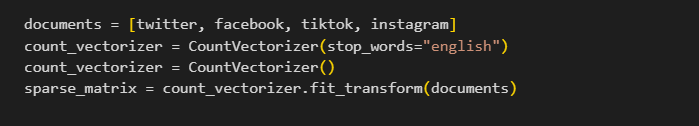 documents = [twitter, facebook, tiktok, instagram]
count_vectorizer = CountVectorizer(stop_words="english")
count_vectorizer = CountVectorizer()
sparse_matrix = count_vectorizer.fit_transform(documents)